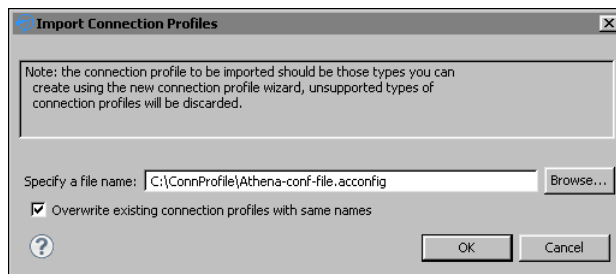 Import Connection Profiles
Note: the connection profile to be imported should be those types you can
create using the new connection profile wizard, unsupported types of
connection profiles will be discarded.
Specify a file name: C:\ConnProfile\Athena-conf-file.acconfig Browse...
Overwrite existing connection profiles with same names
? OK Cancel